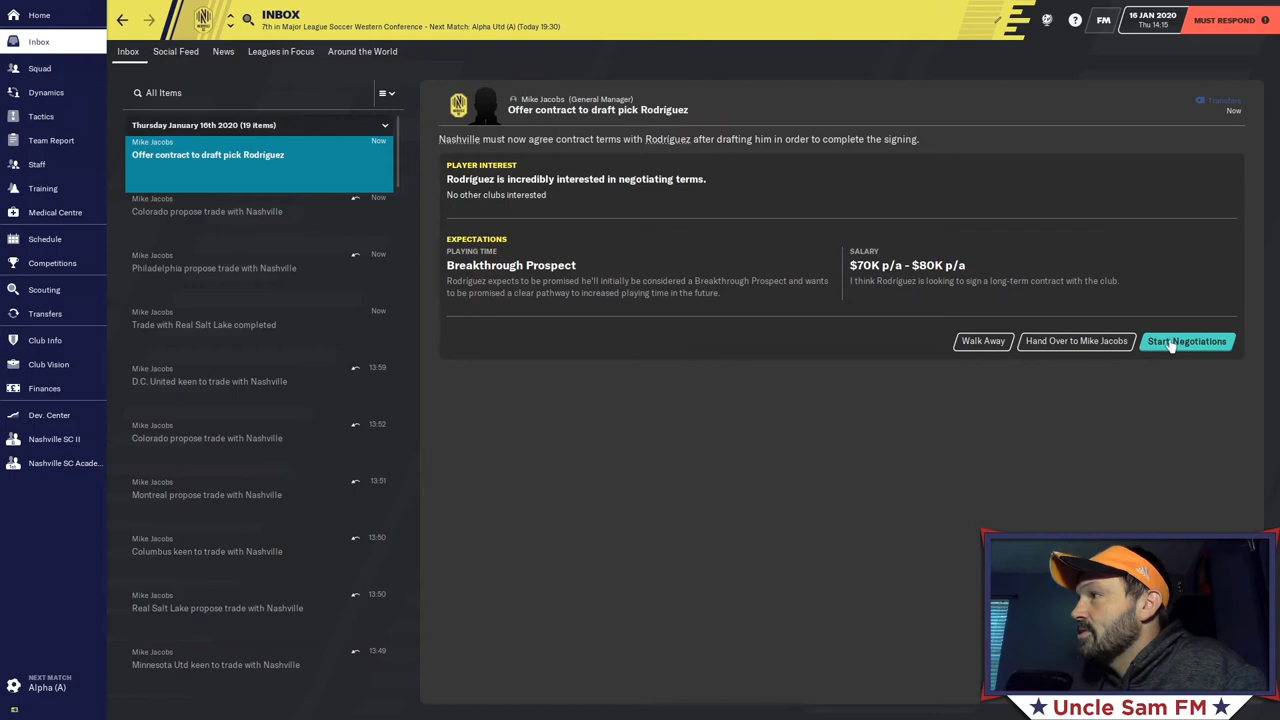 Home
Inbox
Squad
Dynamics
Tactics
Team Report
Staff
Training
Medical Centre
Schedule
Competitions
Scouting
Transfers
Club Info
Club Vision
Finances
Dev. Center
Nashville SC II
Nashville SC Acade...
NEXT MATCH
Alpha (A)
INBOX
7th in Major League Soccer Western Conference - Next Match: Alpha Utd (A) (Today 19:30)
FM
16 JAN 2020
Thu 14:15
MUST RESPOND
Inbox
Social Feed
News
Leagues in Focus
Around the World
All Items
Thursday January 16th 2020 (19 items)
Mike Jacobs Now
Offer contract to draft pick Rodríguez
Mike Jacobs Now
Colorado propose trade with Nashville
Mike Jacobs Now
Philadelphia propose trade with Nashville
Mike Jacobs Now
Trade with Real Salt Lake completed
Mike Jacobs 13:59
D.C. United keen to trade with Nashville
Mike Jacobs 13:52
Colorado propose trade with Nashville
Mike Jacobs 13:51
Montreal propose trade with Nashville
Mike Jacobs 13:50
Columbus keen to trade with Nashville
Mike Jacobs 13:50
Real Salt Lake propose trade with Nashville
Mike Jacobs 13:49
Minnesota Utd keen to trade with Nashville
Mike Jacobs (General Manager)
Offer contract to draft pick Rodríguez
Transfers
Now
Nashville must now agree contract terms with Rodríguez after drafting him in order to complete the signing.
PLAYER INTEREST
Rodríguez is incredibly interested in negotiating terms.
No other clubs interested
EXPECTATIONS
PLAYING TIME
Breakthrough Prospect
Rodríguez expects to be promised he'll initially be considered a Breakthrough Prospect and wants
to be promised a clear pathway to increased playing time in the future.
SALARY
$70K p/a - $80K p/a
I think Rodríguez is looking to sign a long-term contract with the club.
Walk Away
Hand Over to Mike Jacobs
Start Negotiations
★ Uncle Sam FM ★